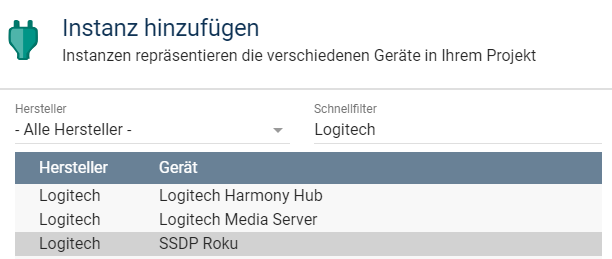 Instanz hinzufügen
Instanzen repräsentieren die verschiedenen Geräte in Ihrem Projekt
Hersteller Schnellfilter
- Alle Hersteller - Logitech
Hersteller Gerät
Logitech Logitech Harmony Hub
Logitech Logitech Media Server
Logitech SSDP Roku